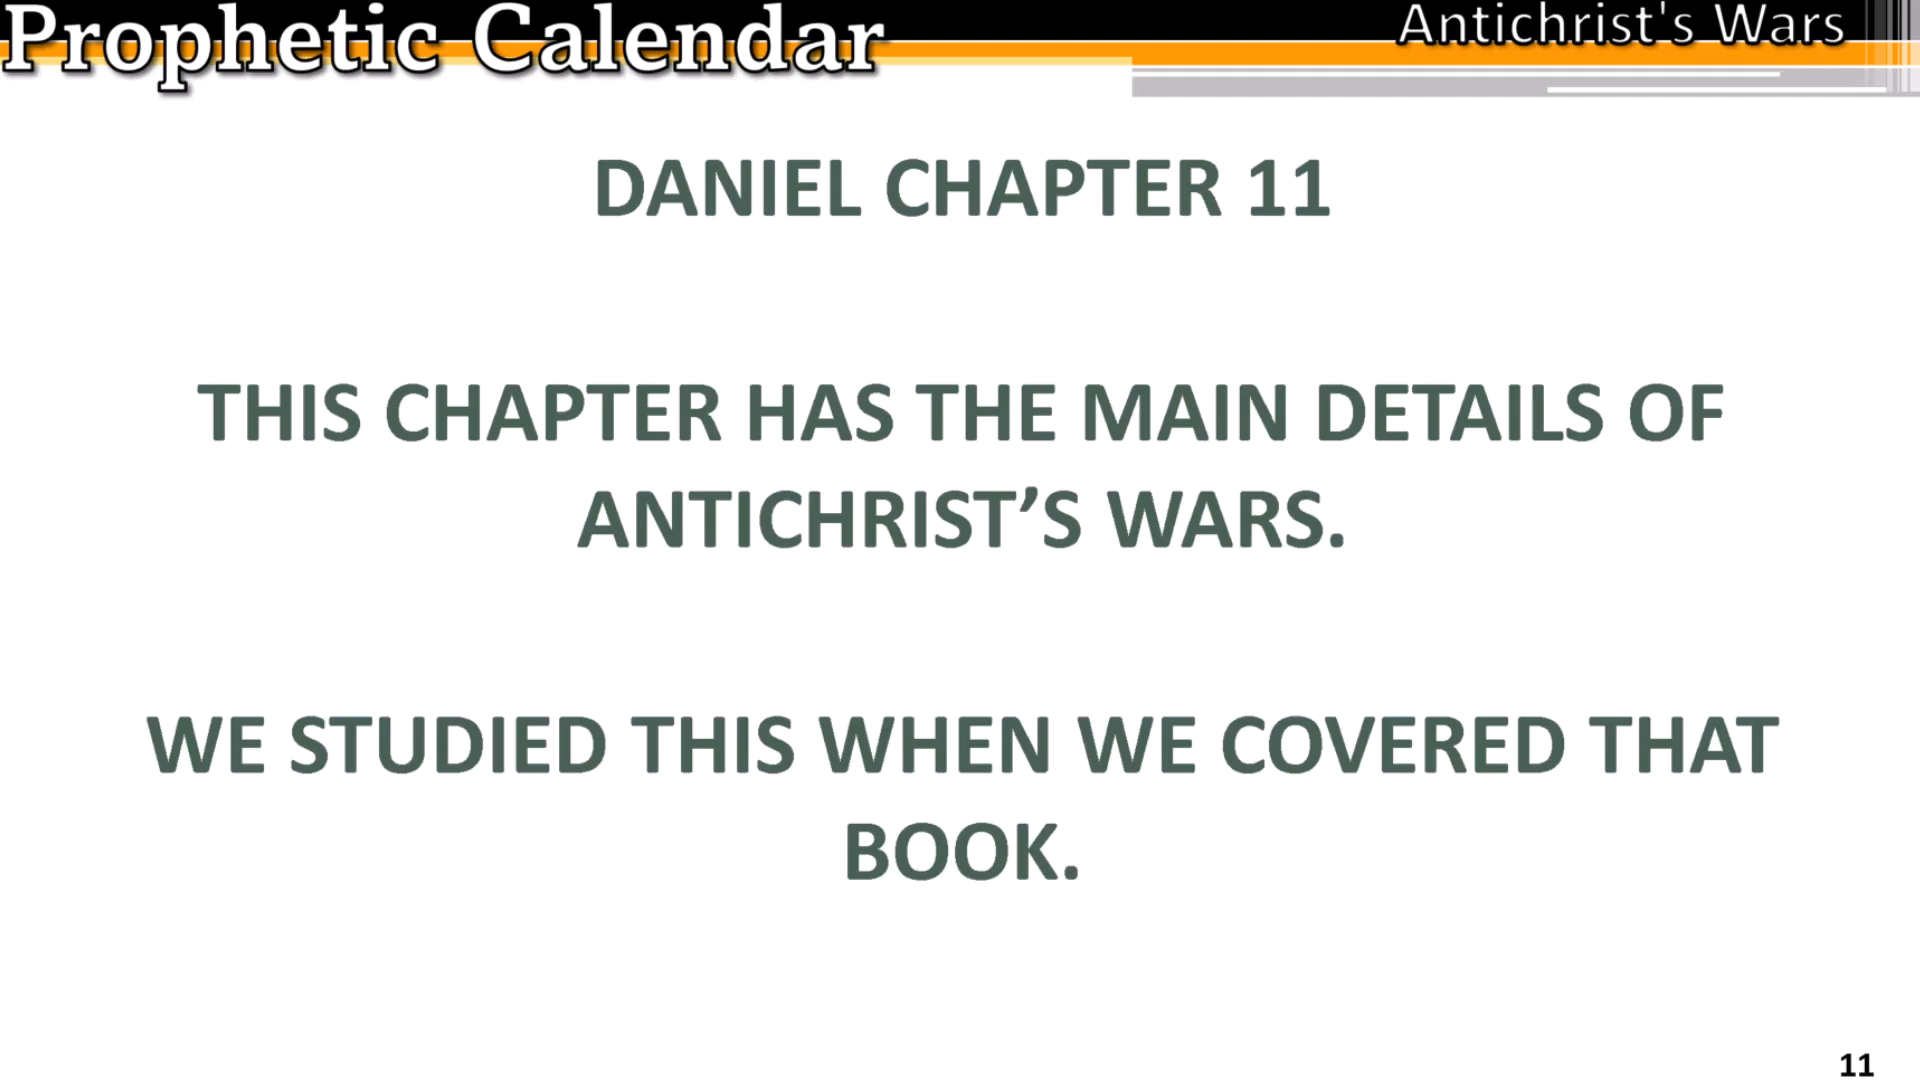 Prophetic Calendar
Antichrist's Wars
DANIEL CHAPTER 11
THIS CHAPTER HAS THE MAIN DETAILS OF
ANTICHRIST’S WARS.
WE STUDIED THIS WHEN WE COVERED THAT
BOOK.
11